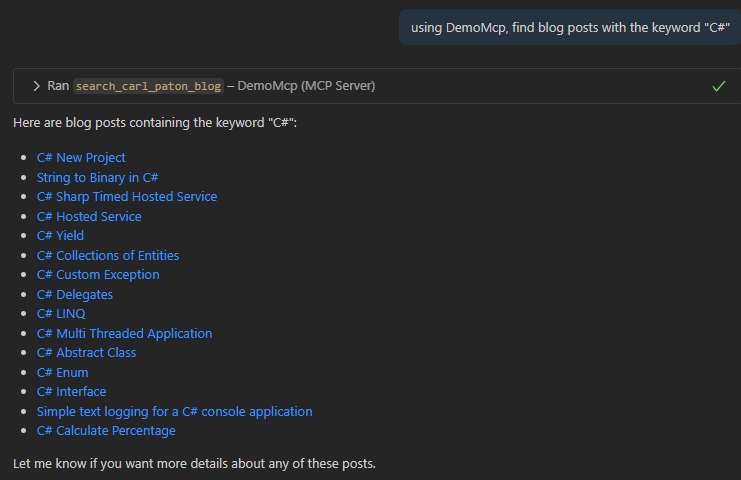 using DemoMcp, find blog posts with the keyword "C#"
Ran search_carl_paton_blog – DemoMcp (MCP Server)
Here are blog posts containing the keyword "C#":
C# New Project
String to Binary in C#
C# Sharp Timed Hosted Service
C# Hosted Service
C# Yield
C# Collections of Entities
C# Custom Exception
C# Delegates
C# LINQ
C# Multi Threaded Application
C# Abstract Class
C# Enum
C# Interface
Simple text logging for a C# console application
C# Calculate Percentage
Let me know if you want more details about any of these posts.